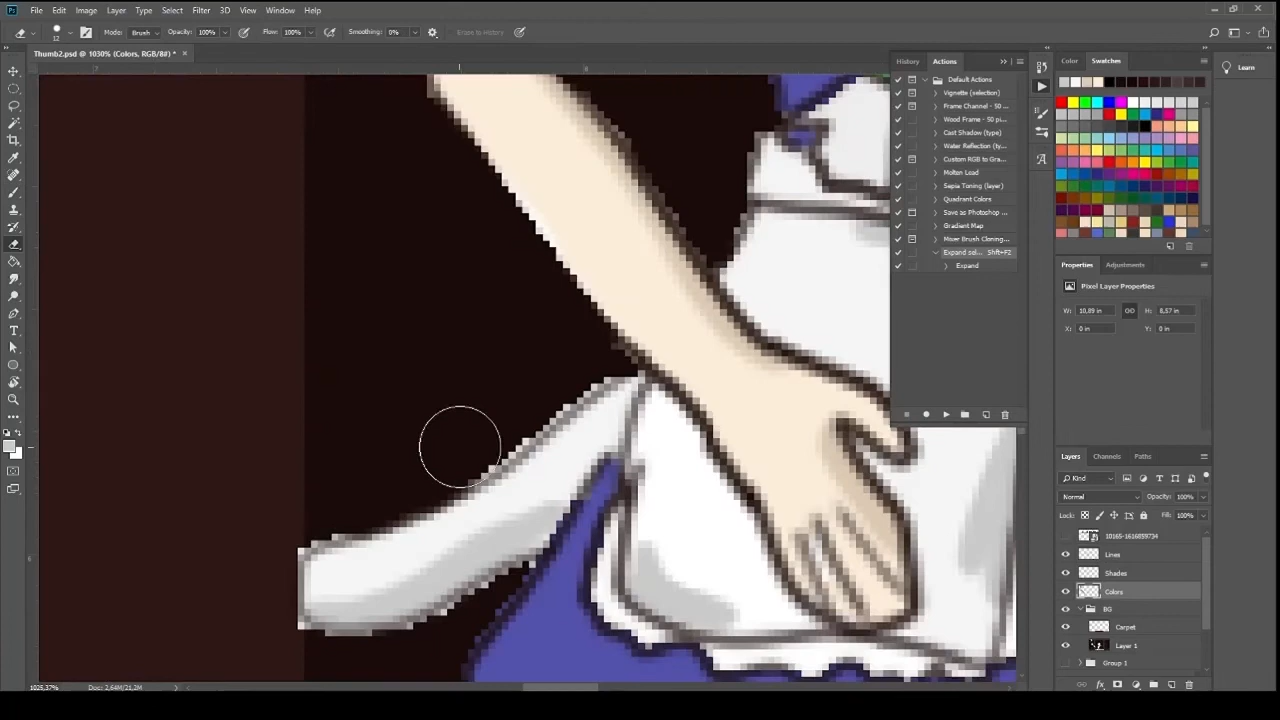 Ps File Edit Image Layer Type Select Filter 3D View Window Help
12 Mode: Brush Opacity: 100% Flow: 100% Smoothing: 0% Erase to History
Thumb2.psd @ 1030% (Colors, RGB/8#) * ×
7 8
6
History Actions
Default Actions
Vignette (selection)
Frame Channel - 50 ...
Wood Frame - 50 pi...
Cast Shadow (type)
Water Reflection (ty...
Custom RGB to Gra...
Molten Lead
Sepia Toning (layer)
Quadrant Colors
Save as Photoshop ...
Gradient Map
Mixer Brush Cloning...
Expand sel... Shft+F2
Expand
Color Swatches
Learn
Properties Adjustments
Pixel Layer Properties
W: 10,89 in H: 8,57 in
X: 0 in Y: 0 in
Layers Channels Paths
Kind
Normal Opacity: 100%
Lock: Fill: 100%
10165-1616859734
Lines
Shades
Colors
BG
Carpet
Layer 1
Group 1
fx
1025,37% Doc: 2,64M/21,2M